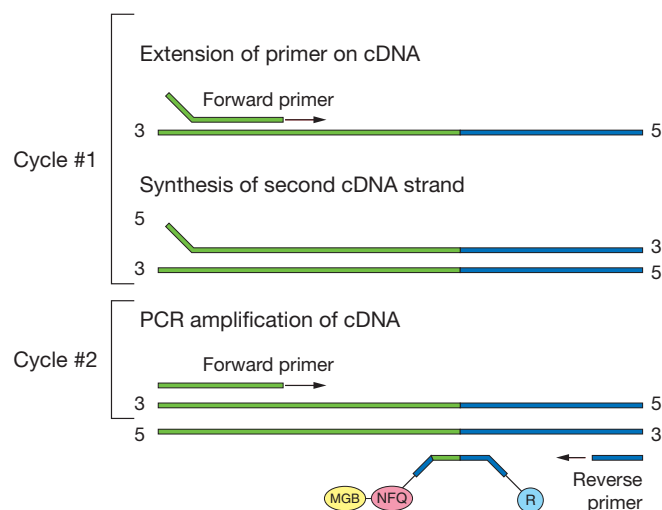 Extension of primer on cDNA
Forward primer
3 5
Cycle #1
Synthesis of second cDNA strand
5
3
3 5
PCR amplification of cDNA
Cycle #2
Forward primer
3 5
5 3
Reverse
primer
MGB NFQ R